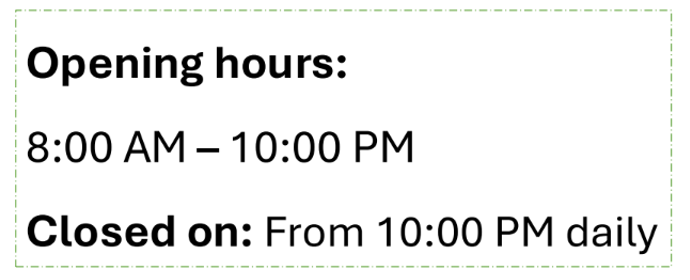 Opening hours:
8:00 AM – 10:00 PM
Closed on: From 10:00 PM daily